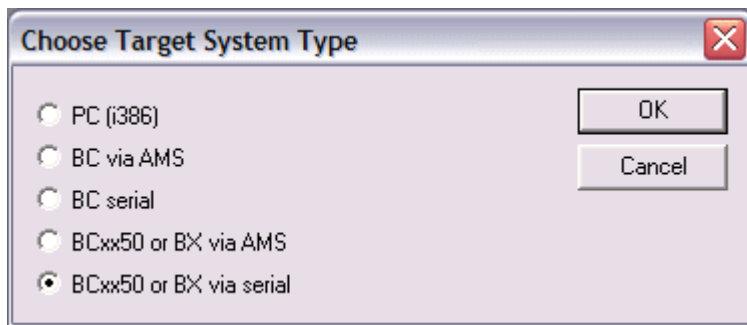 Choose Target System Type
PC (i386)
BC via AMS
BC serial
BCxx50 or BX via AMS
BCxx50 or BX via serial
OK
Cancel